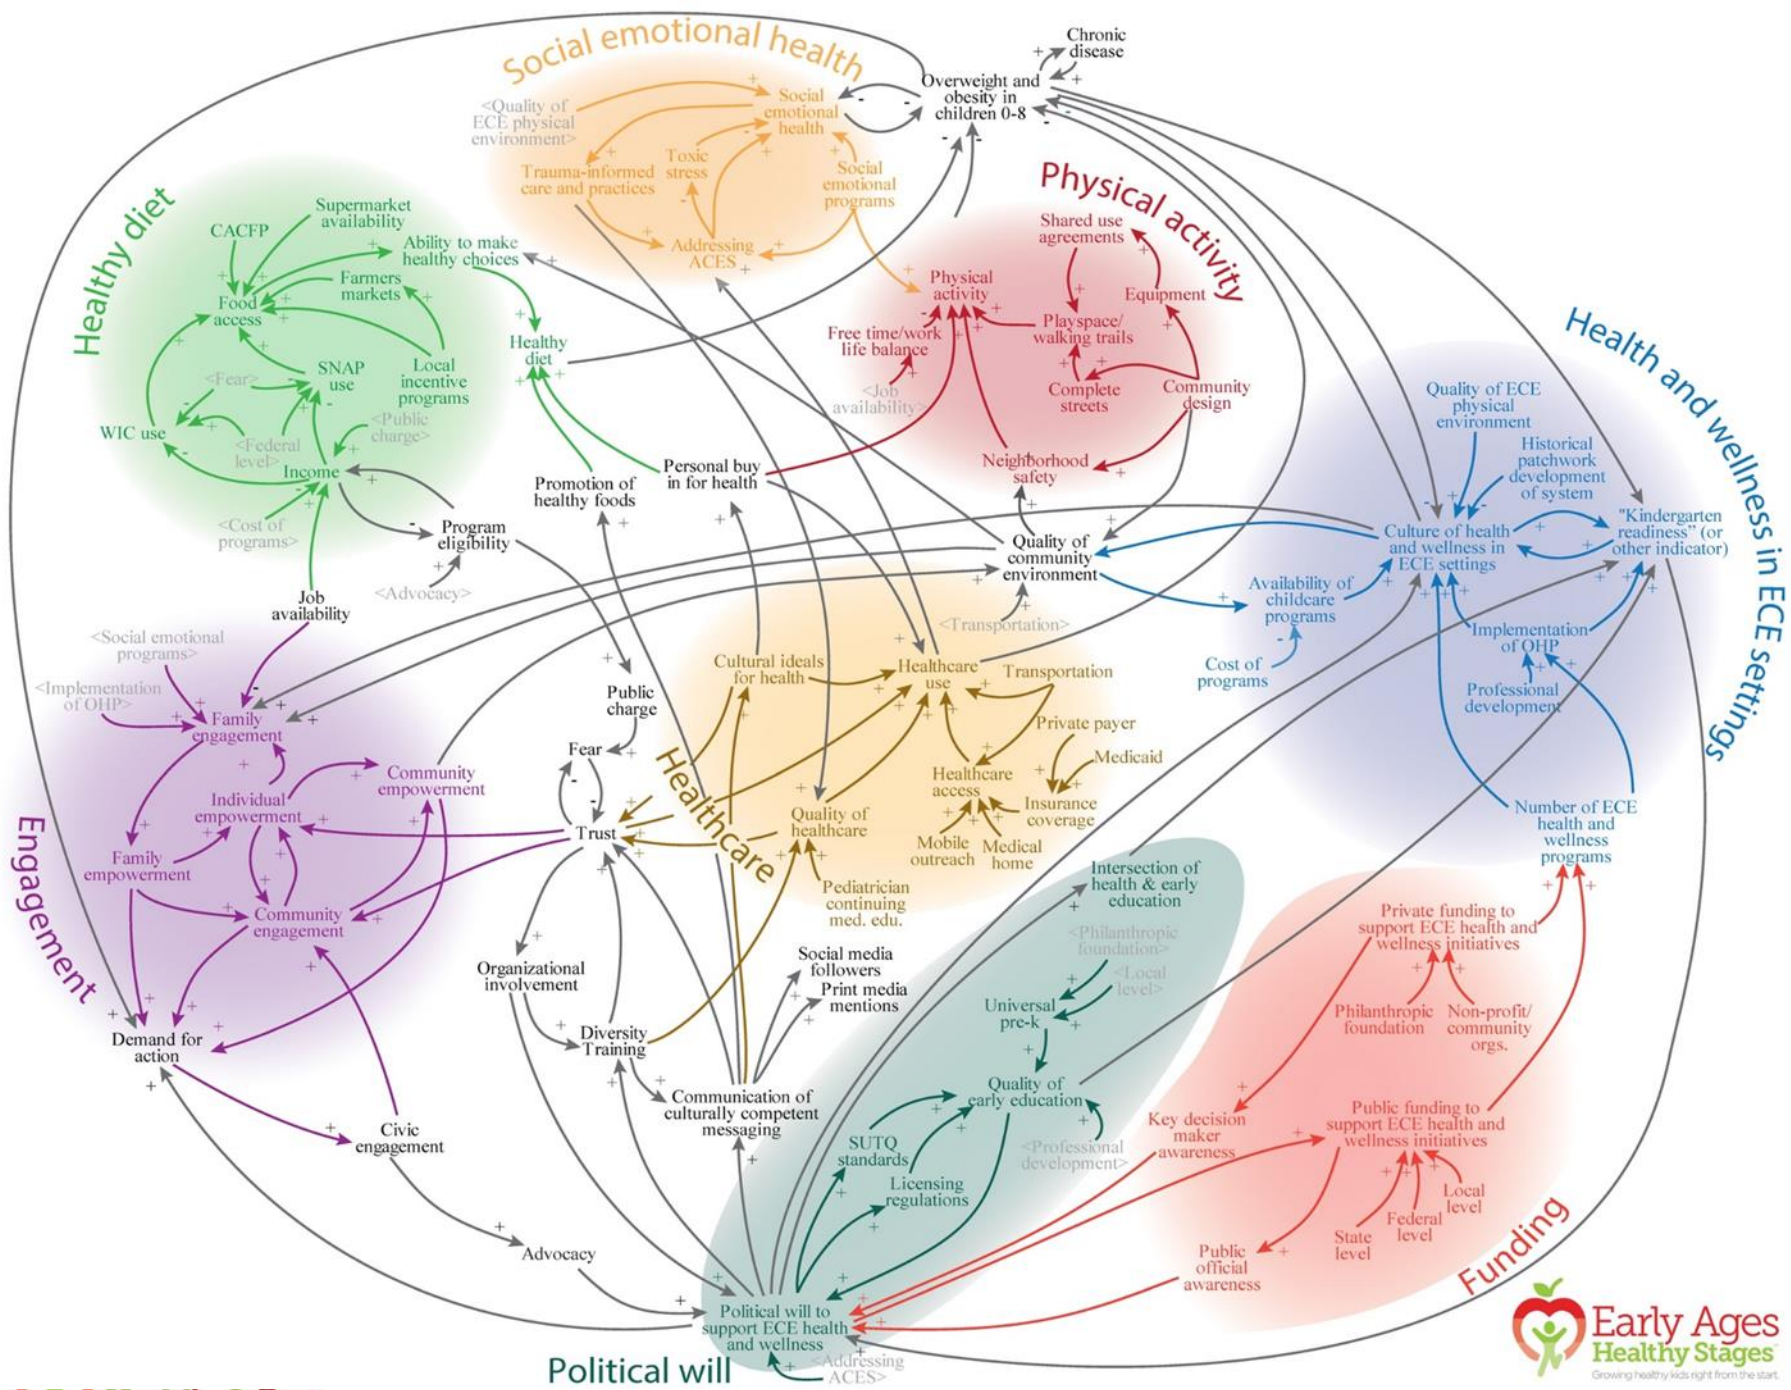 Social emotional health
Chronic
disease
Overweight and
obesity in
children 0-8
<Quality of
ECE physical
environment>
Social
emotional
health
Trauma-informed
care and practices
Toxic
stress
Social
emotional
programs
Addressing
ACES
Healthy diet
CACFP
Supermarket
availability
Ability to make
healthy choices
Farmers
markets
Food
access
Healthy
diet
SNAP
use
Local
incentive
programs
<Fear>
<Public
charge>
WIC use
<Federal
level>
Income
<Cost of
programs>
Program
eligibility
<Advocacy>
Job
availability
Promotion of
healthy foods
Personal buy
in for health
Physical activity
Shared use
agreements
Physical
activity
Equipment
Free time/work
life balance
Playspace/
walking trails
<Job
availability>
Complete
streets
Community
design
Neighborhood
safety
Quality of
community
environment
<Transportation>
Health and wellness in ECE settings
Quality of ECE
physical
environment
Historical
patchwork
development
of system
Culture of health
and wellness in
ECE settings
"Kindergarten
readiness" (or
other indicator)
Availability of
childcare
programs
Cost of
programs
Implementation
of OHP
Professional
development
Number of ECE
health and
wellness
programs
Engagement
<Social emotional
programs>
<Implementation
of OHP>
Family
engagement
Community
empowerment
Individual
empowerment
Family
empowerment
Community
engagement
Demand for
action
Civic
engagement
Advocacy
Public
charge
Fear
Trust
Organizational
involvement
Diversity
Training
Communication of
culturally competent
messaging
Social media
followers
Print media
mentions
Healthcare
Cultural ideals
for health
Healthcare
use
Transportation
Private payer
Medicaid
Healthcare
access
Insurance
coverage
Quality of
healthcare
Mobile
outreach
Medical
home
Pediatrician
continuing
med. edu.
Intersection of
health & early
education
<Philanthropic
foundation>
<Local
level>
Universal
pre-k
Quality of
early education
SUTQ
standards
<Professional
development>
Licensing
regulations
Political will to
support ECE health
and wellness
<Addressing
ACES>
Political will
Private funding to
support ECE health and
wellness initiatives
Philanthropic
foundation
Non-profit/
community
orgs.
Key decision
maker
awareness
Public funding to
support ECE health and
wellness initiatives
Local
level
Federal
level
State
level
Public
official
awareness
Funding
Early Ages
Healthy Stages
Growing healthy kids right from the start.